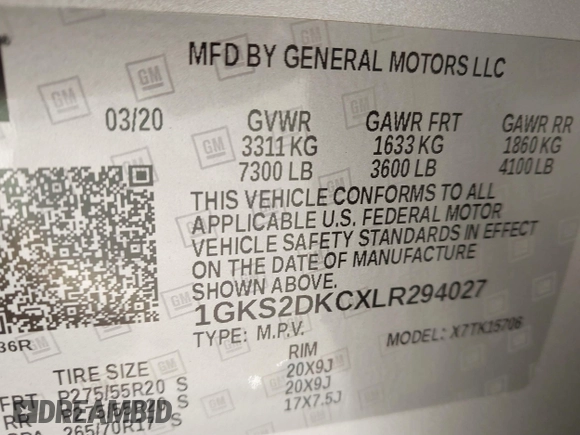 MFD BY GENERAL MOTORS LLC
03/20 GVWR GAWR FRT GAWR RR
3311 KG 1633 KG 1860 KG
7300 LB 3600 LB 4100 LB
THIS VEHICLE CONFORMS TO ALL
APPLICABLE U.S. FEDERAL MOTOR
VEHICLE SAFETY STANDARDS IN EFFECT
ON THE DATE OF MANUFACTURE
SHOWN ABOVE.
1GKS2DKCXLR294027
36R
TYPE: M.P.V. MODEL: X7TK15706
TIRE SIZE RIM
FRT P275/55R20 S 20X9J
RR S 20X9J
265/70R17 S 17X7.5J
DREAMBID
GM